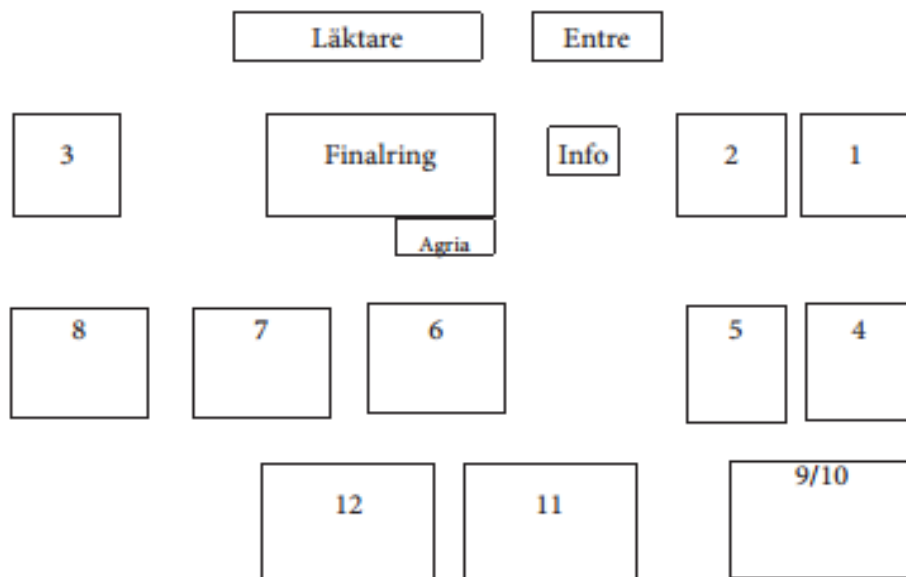 Läktare
Entre
3
Finalring
Info
2
1
Agria
8
7
6
5
4
9/10
12
11